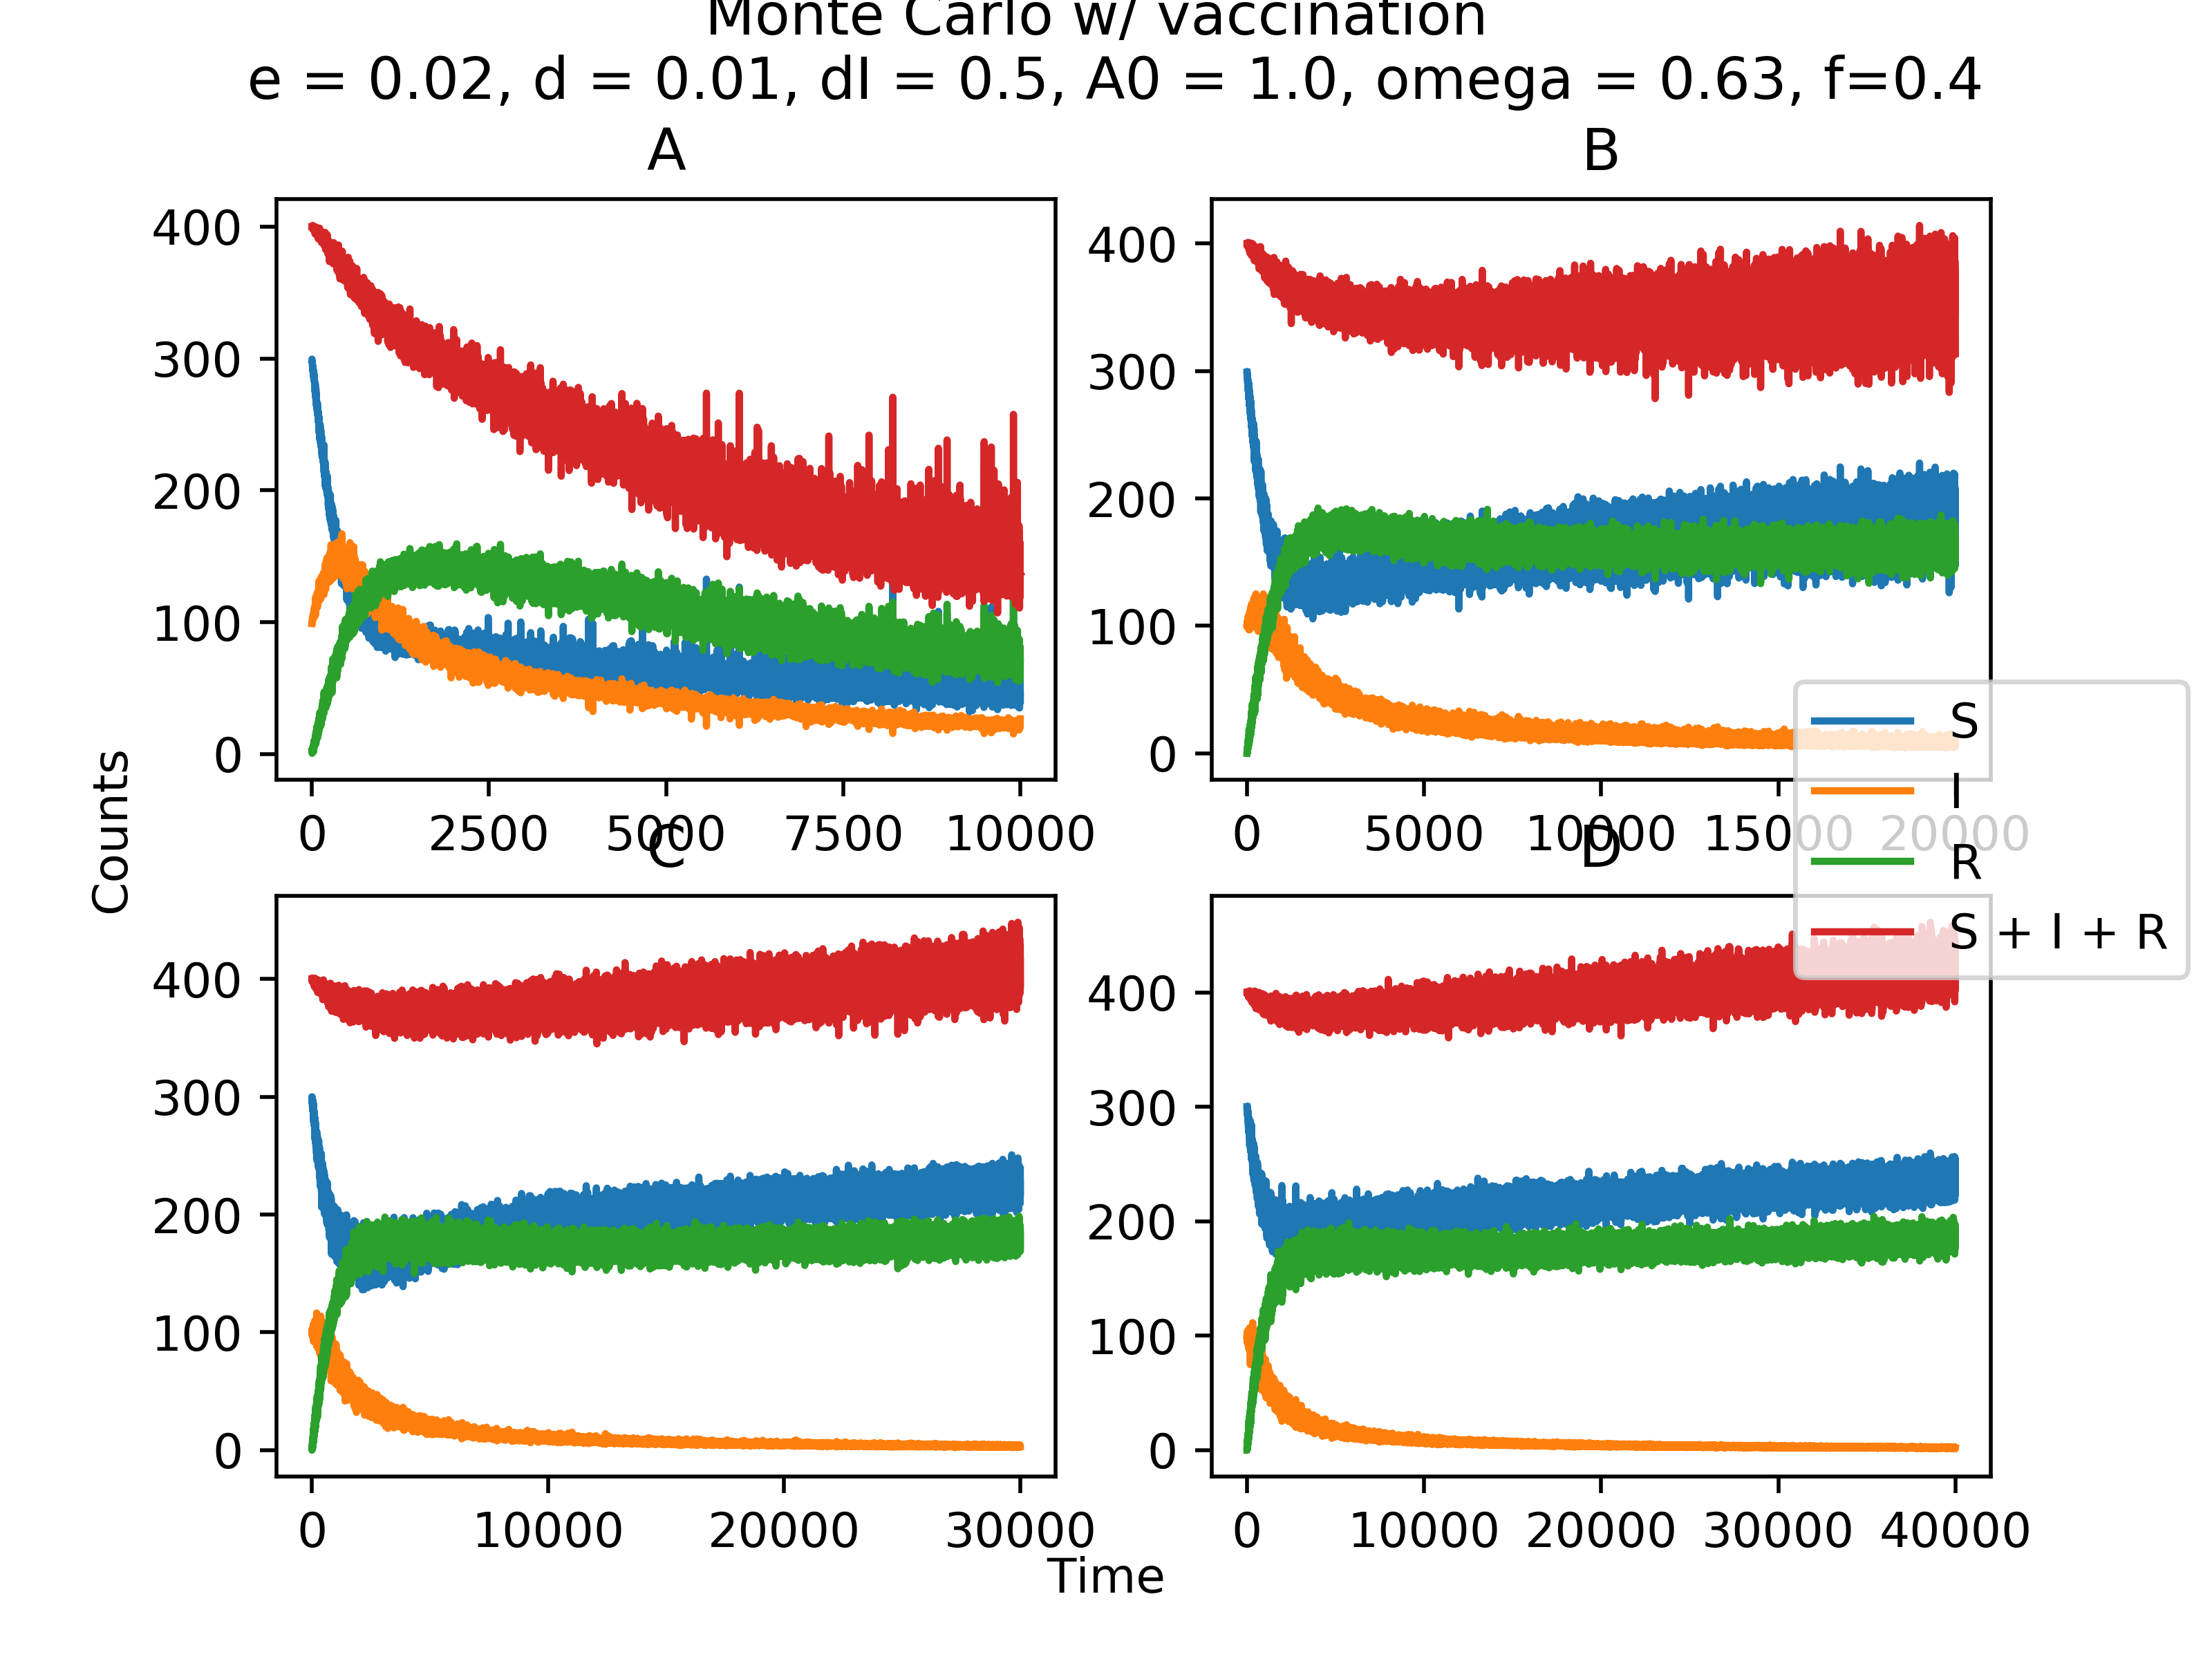 Monte Carlo w/ vaccination
e = 0.02, d = 0.01, dI = 0.5, A0 = 1.0, omega = 0.63, f=0.4
A
400
300
200
100
0
0 2500 5000 7500 10000
B
400
300
200
100
0
0 5000 10000 15000 20000
Counts
C
400
300
200
100
0
0 10000 20000 30000
D
400
300
200
100
0
0 10000 20000 30000 40000
S
I
R
S + I + R
Time